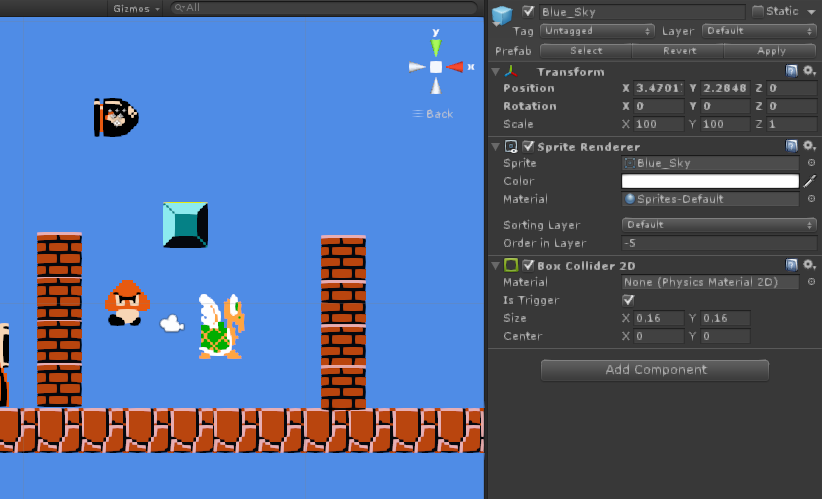 Gizmos All
y
x
Back
Blue_Sky Static
Tag Untagged Layer Default
Prefab Select Revert Apply
Transform
Position X 3.4701 Y 2.2848 Z 0
Rotation X 0 Y 0 Z 0
Scale X 100 Y 100 Z 1
Sprite Renderer
Sprite Blue_Sky
Color
Material Sprites-Default
Sorting Layer Default
Order in Layer -5
Box Collider 2D
Material None (Physics Material 2D)
Is Trigger
Size X 0.16 Y 0.16
Center X 0 Y 0
Add Component